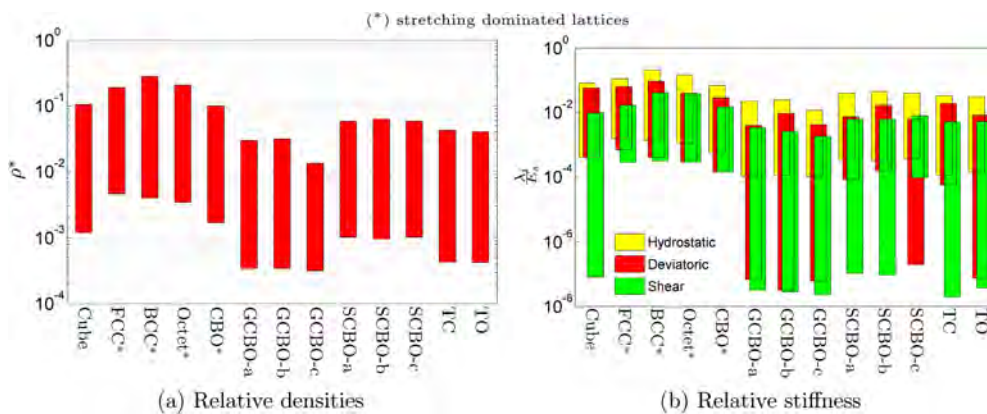 (*) stretching dominated lattices
(a)
10^0
10^-1
10^-2
10^-3
10^-4
ρ*
Cube
FCC*
BCC*
Octet*
CBO*
GCBO-a
GCBO-b
GCBO-c
SCBO-a
SCBO-b
SCBO-c
TC
TO
(a) Relative densities
(b)
10^0
10^-2
10^-4
10^-6
Hydrostatic
Deviatoric
Shear
Cube
FCC*
BCC*
Octet*
CBO*
GCBO-a
GCBO-b
GCBO-c
SCBO-a
SCBO-b
SCBO-c
TC
TO
(b) Relative stiffness